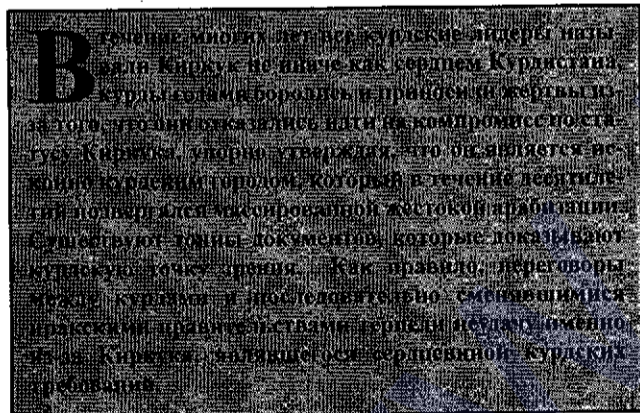 В течение многих лет все курдские лидеры назы-
вали Киркук не иначе как сердцем Курдистана.
Курды годами боролись и приносили жертвы из-
за того, что они отказались идти на компромисс по ста-
тусу Киркука, упорно утверждая, что он является ис-
конно курдским городом, который в течение десятиле-
тий подвергался массированной жестокой арабизации.
Существуют тонны документов, которые доказывают
курдскую точку зрения. Как правило, переговоры
между курдами и последовательно сменявшимися
иракскими правительствами терпели неудачу именно
из-за Киркука, являвшегося сердцевиной курдских
требований.